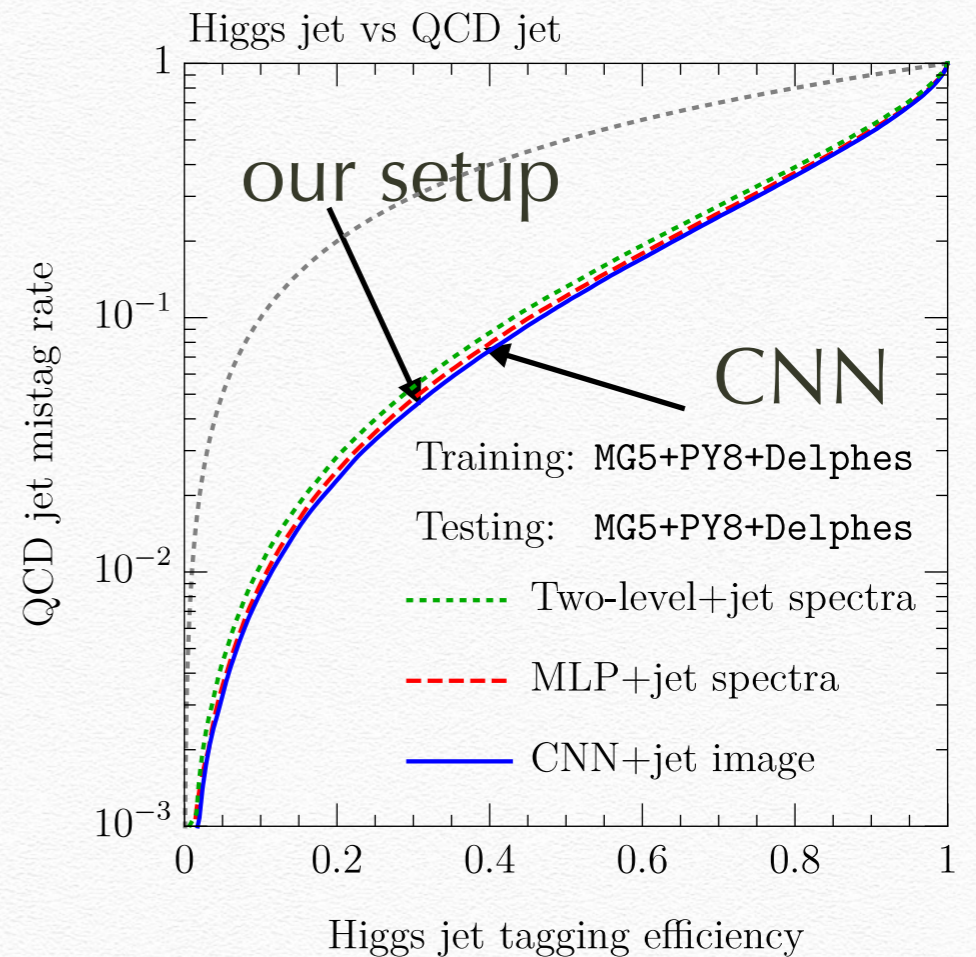 Higgs jet vs QCD jet
1
our setup
10⁻¹
CNN
Training: MG5+PY8+Delphes
Testing: MG5+PY8+Delphes
10⁻²
Two-level+jet spectra
MLP+jet spectra
CNN+jet image
10⁻³
0 0.2 0.4 0.6 0.8 1
Higgs jet tagging efficiency
QCD jet mistag rate